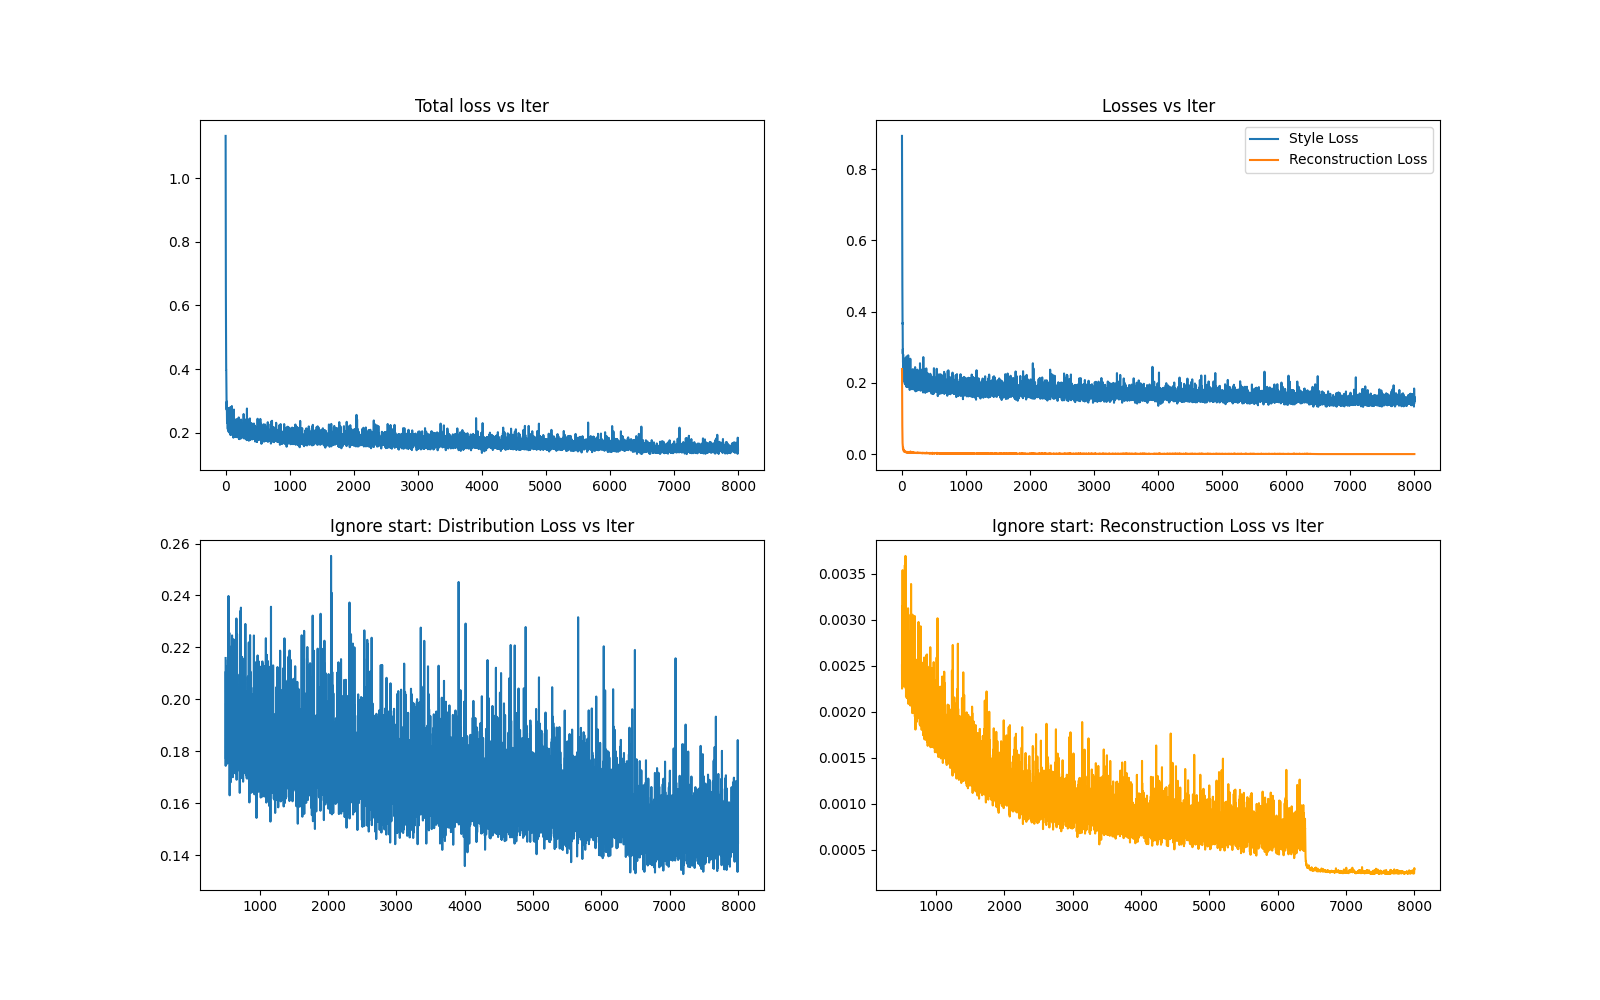 Total loss vs Iter
1.0
0.8
0.6
0.4
0.2
0 1000 2000 3000 4000 5000 6000 7000 8000
Losses vs Iter
Style Loss
Reconstruction Loss
0.8
0.6
0.4
0.2
0.0
0 1000 2000 3000 4000 5000 6000 7000 8000
Ignore start: Distribution Loss vs Iter
0.26
0.24
0.22
0.20
0.18
0.16
0.14
1000 2000 3000 4000 5000 6000 7000 8000
Ignore start: Reconstruction Loss vs Iter
0.0035
0.0030
0.0025
0.0020
0.0015
0.0010
0.0005
1000 2000 3000 4000 5000 6000 7000 8000